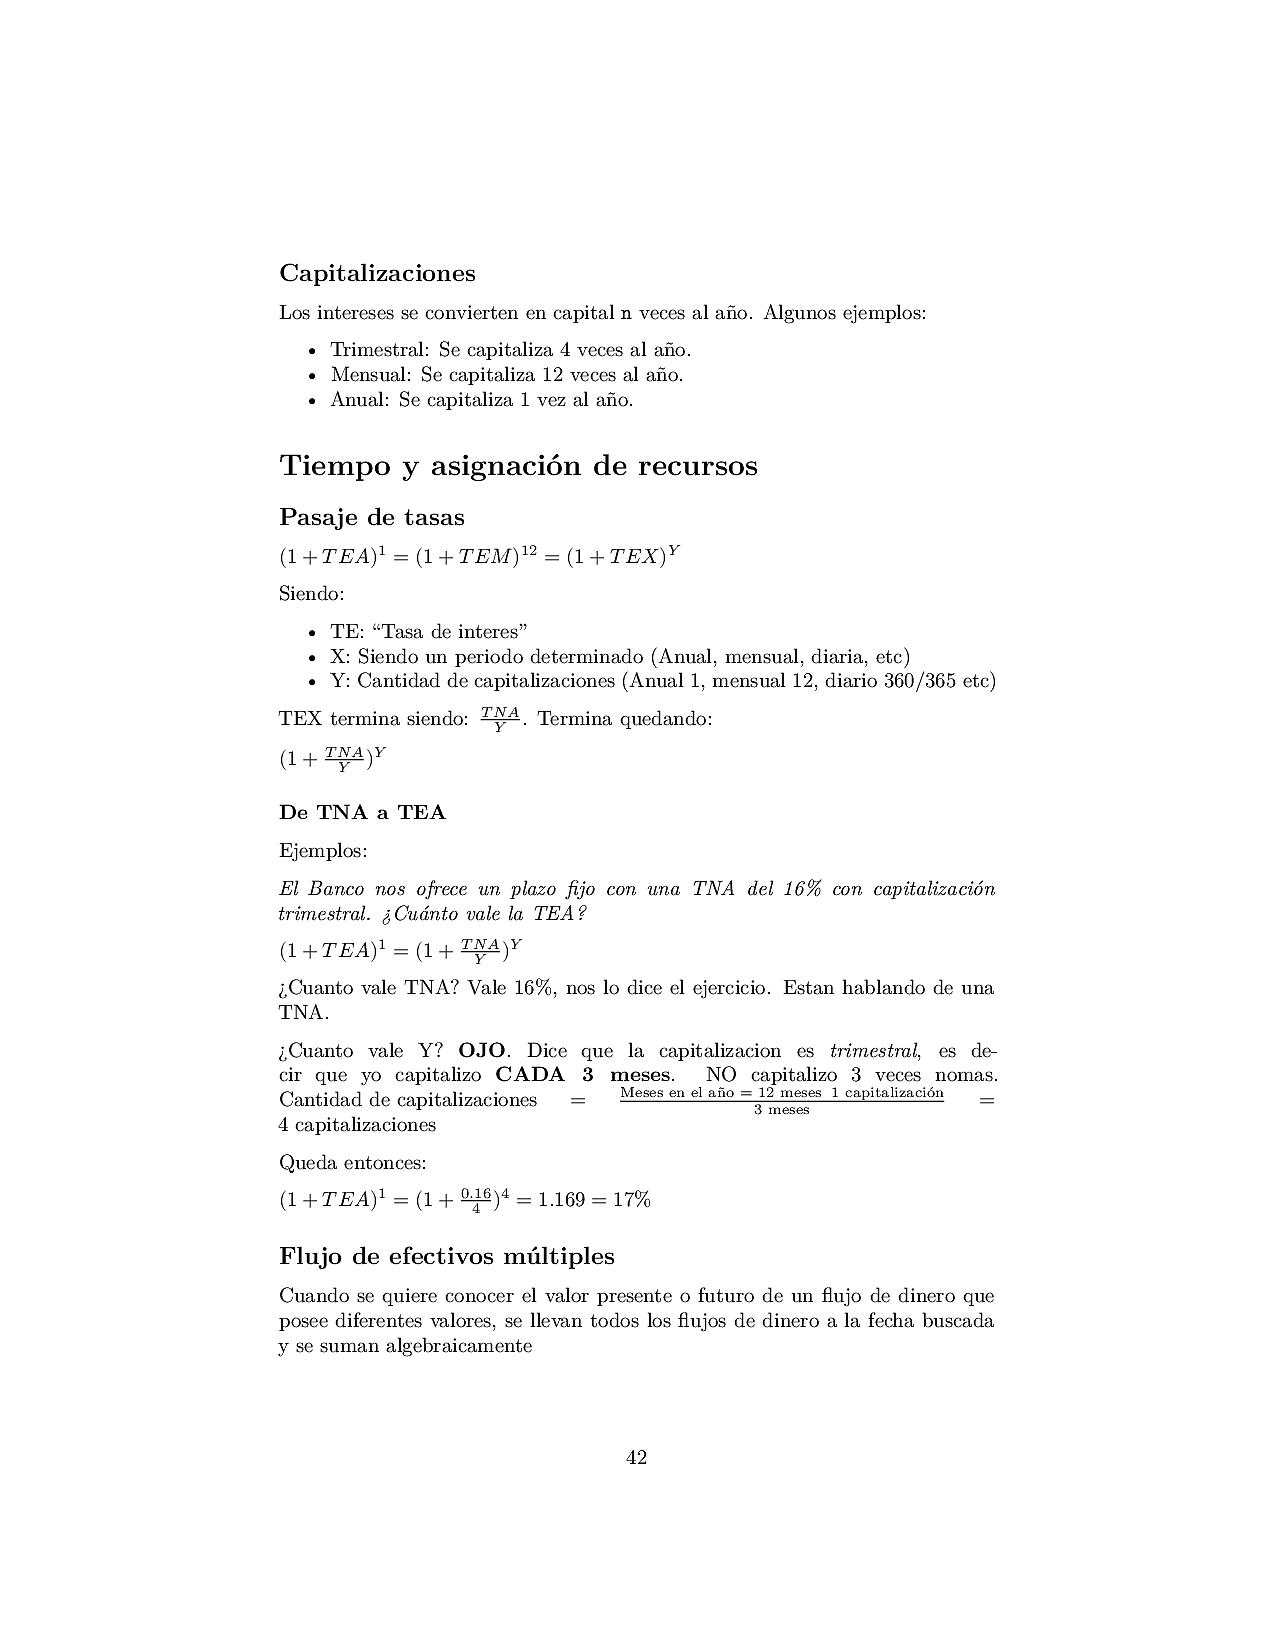 Capitalizaciones
Los intereses se convierten en capital n veces al año. Algunos ejemplos:
• Trimestral: Se capitaliza 4 veces al año.
• Mensual: Se capitaliza 12 veces al año.
• Anual: Se capitaliza 1 vez al año.
Tiempo y asignación de recursos
Pasaje de tasas
$(1 + TEA)^1 = (1 + TEM)^{12} = (1 + TEX)^Y$
Siendo:
• TE: “Tasa de interes”
• X: Siendo un periodo determinado (Anual, mensual, diaria, etc)
• Y: Cantidad de capitalizaciones (Anual 1, mensual 12, diario 360/365 etc)
TEX termina siendo: $\frac{TNA}{Y}$. Termina quedando:
$(1 + \frac{TNA}{Y})^Y$
De TNA a TEA
Ejemplos:
El Banco nos ofrece un plazo fijo con una TNA del 16% con capitalización
trimestral. ¿Cuánto vale la TEA?
$(1 + TEA)^1 = (1 + \frac{TNA}{Y})^Y$
¿Cuanto vale TNA? Vale 16%, nos lo dice el ejercicio. Estan hablando de una
TNA.
¿Cuanto vale Y? OJO. Dice que la capitalizacion es trimestral, es de-
cir que yo capitalizo CADA 3 meses. NO capitalizo 3 veces nomas.
Cantidad de capitalizaciones = $\frac{\text{Meses en el año = 12 meses 1 capitalización}}{\text{3 meses}}$ =
4 capitalizaciones
Queda entonces:
$(1 + TEA)^1 = (1 + \frac{0.16}{4})^4 = 1.169 = 17\%$
Flujo de efectivos múltiples
Cuando se quiere conocer el valor presente o futuro de un flujo de dinero que
posee diferentes valores, se llevan todos los flujos de dinero a la fecha buscada
y se suman algebraicamente
42